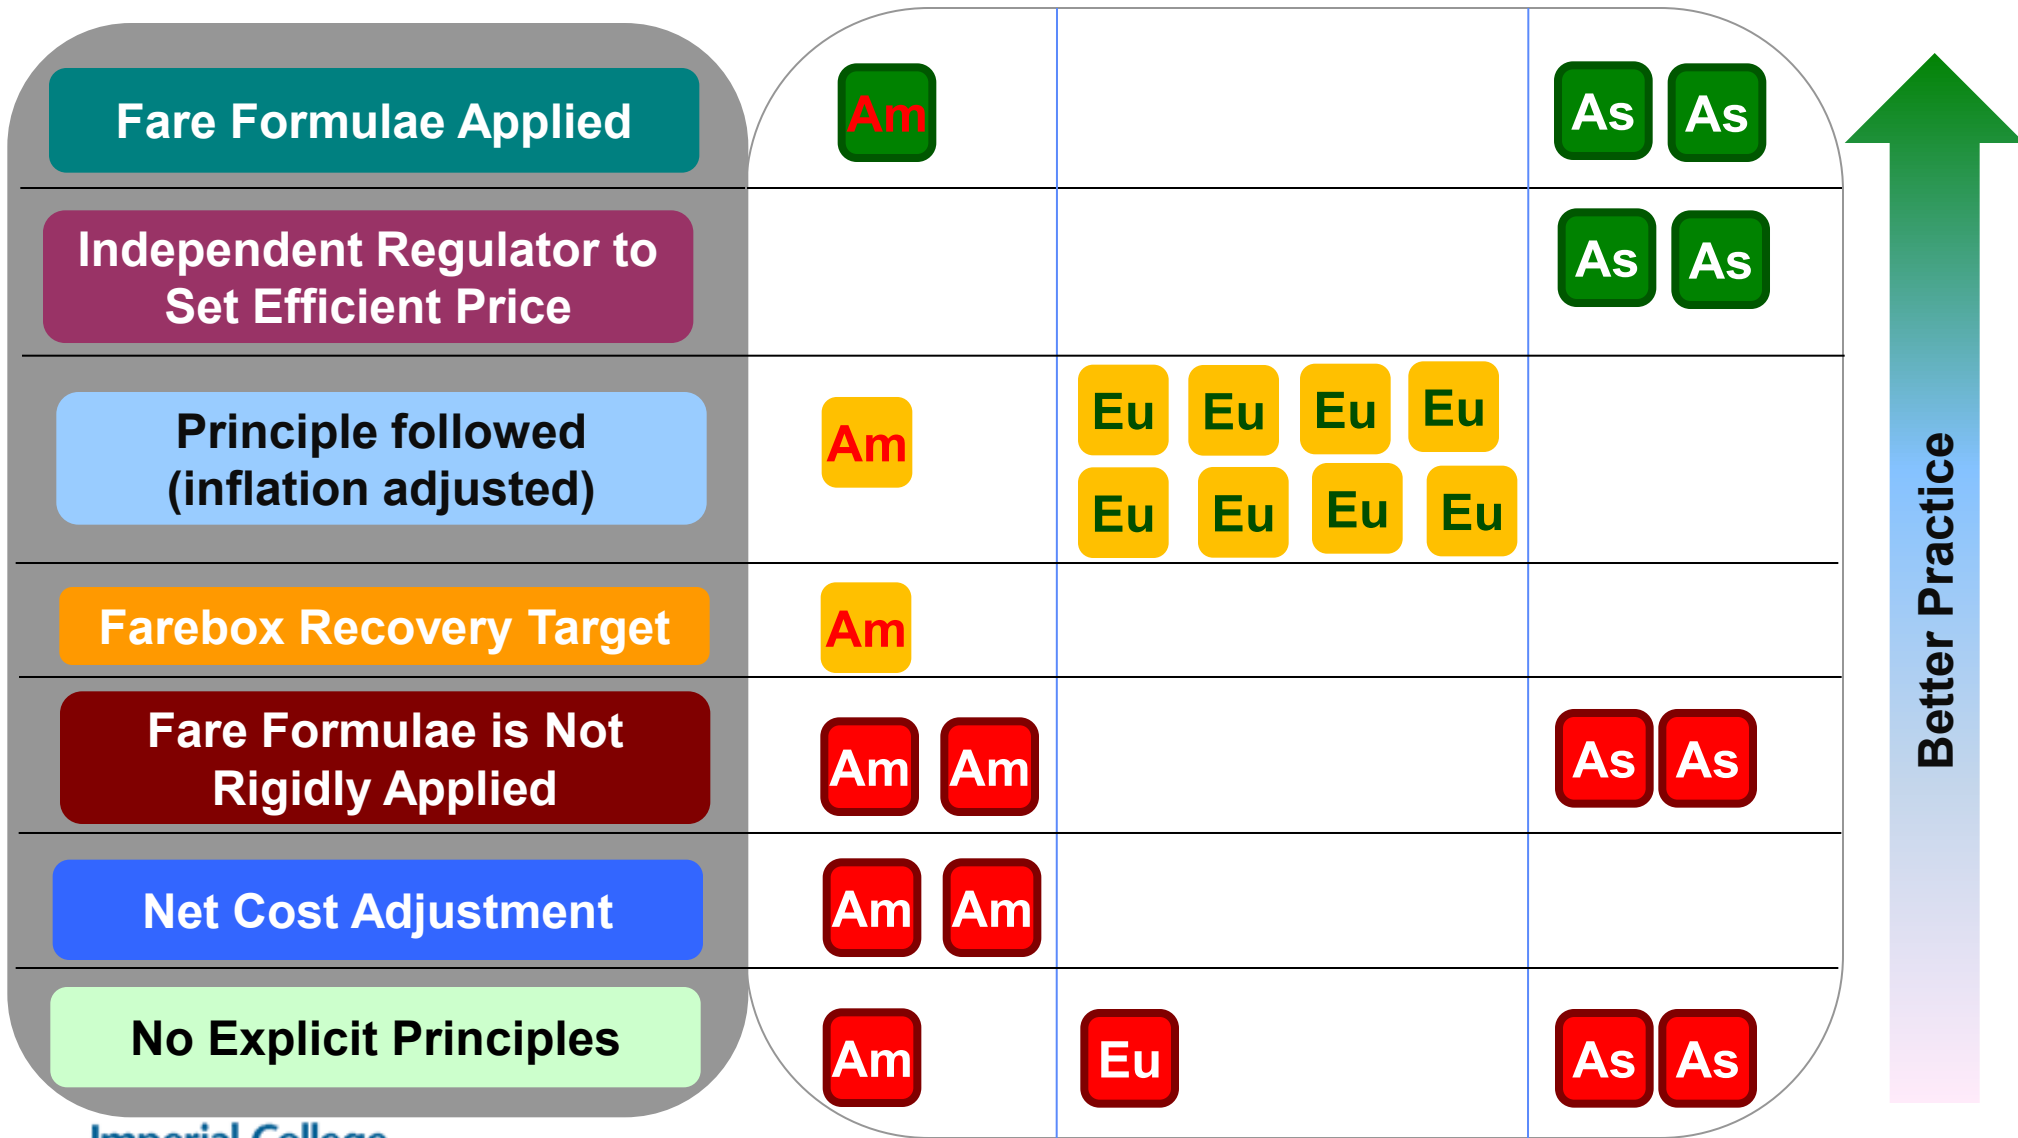 Fare Formulae Applied
Am
As As
Independent Regulator to
Set Efficient Price
As As
Principle followed
(inflation adjusted)
Am
Eu Eu Eu Eu
Eu Eu Eu Eu
Farebox Recovery Target
Am
Fare Formulae is Not
Rigidly Applied
Am Am
As As
Net Cost Adjustment
Am Am
No Explicit Principles
Am
Eu
As As
Better Practice
Imperial College